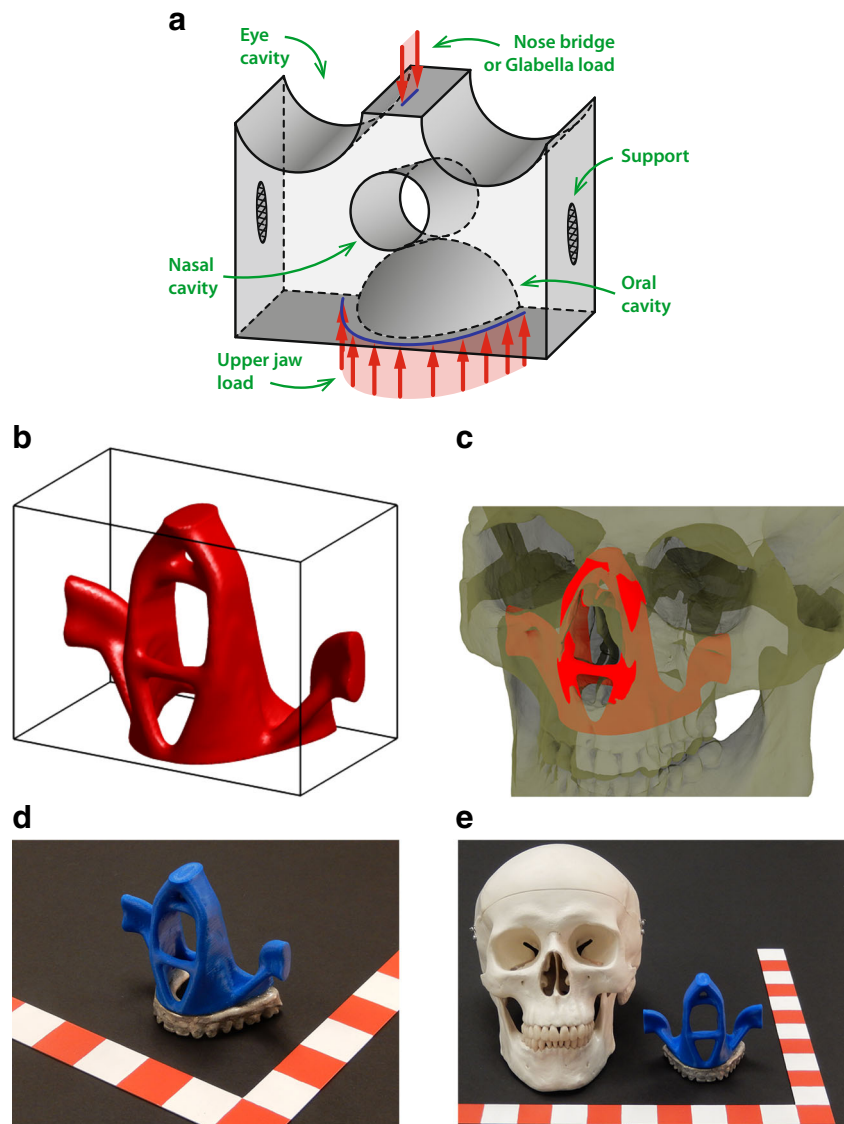 a
Eye
cavity
Nose bridge
or Glabella load
Support
Nasal
cavity
Oral
cavity
Upper jaw
load
b
c
d
e